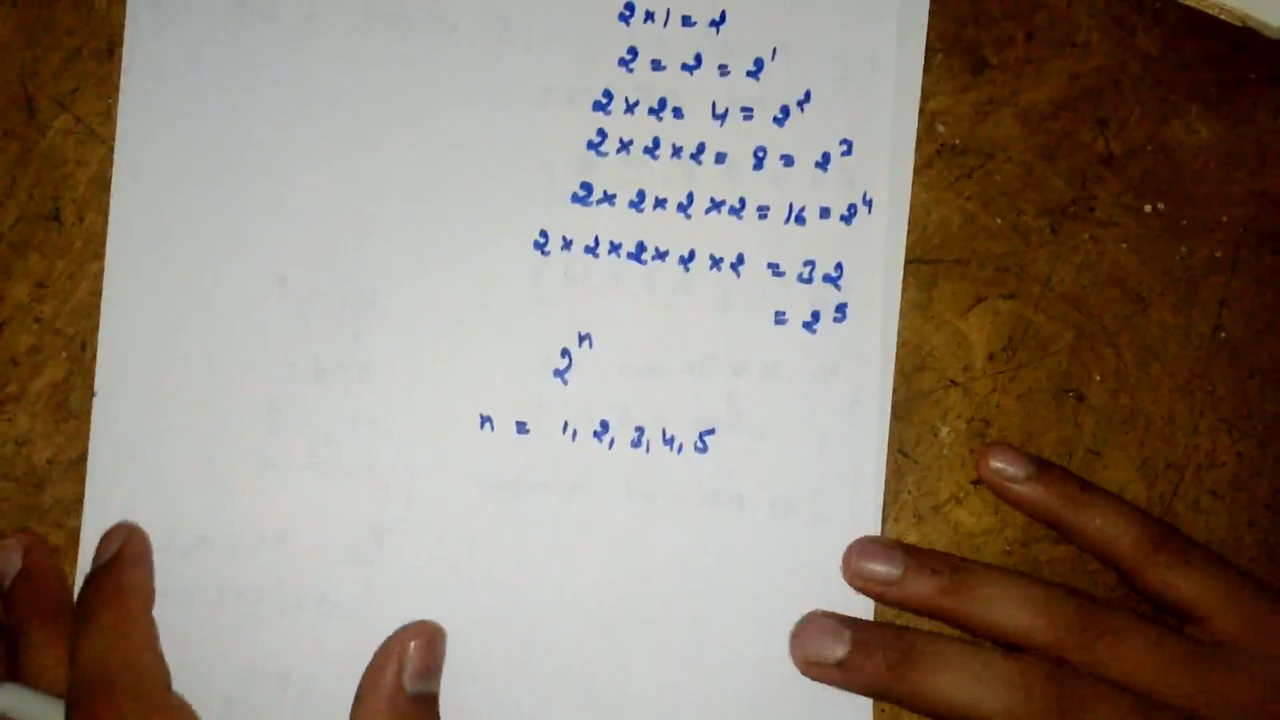 2 × 1 = 2
2 = 2 = 2¹
2 × 2 = 4 = 2²
2 × 2 × 2 = 8 = 2³
2 × 2 × 2 × 2 = 16 = 2⁴
2 × 2 × 2 × 2 × 2 = 32
= 2⁵
2ⁿ
n = 1, 2, 3, 4, 5